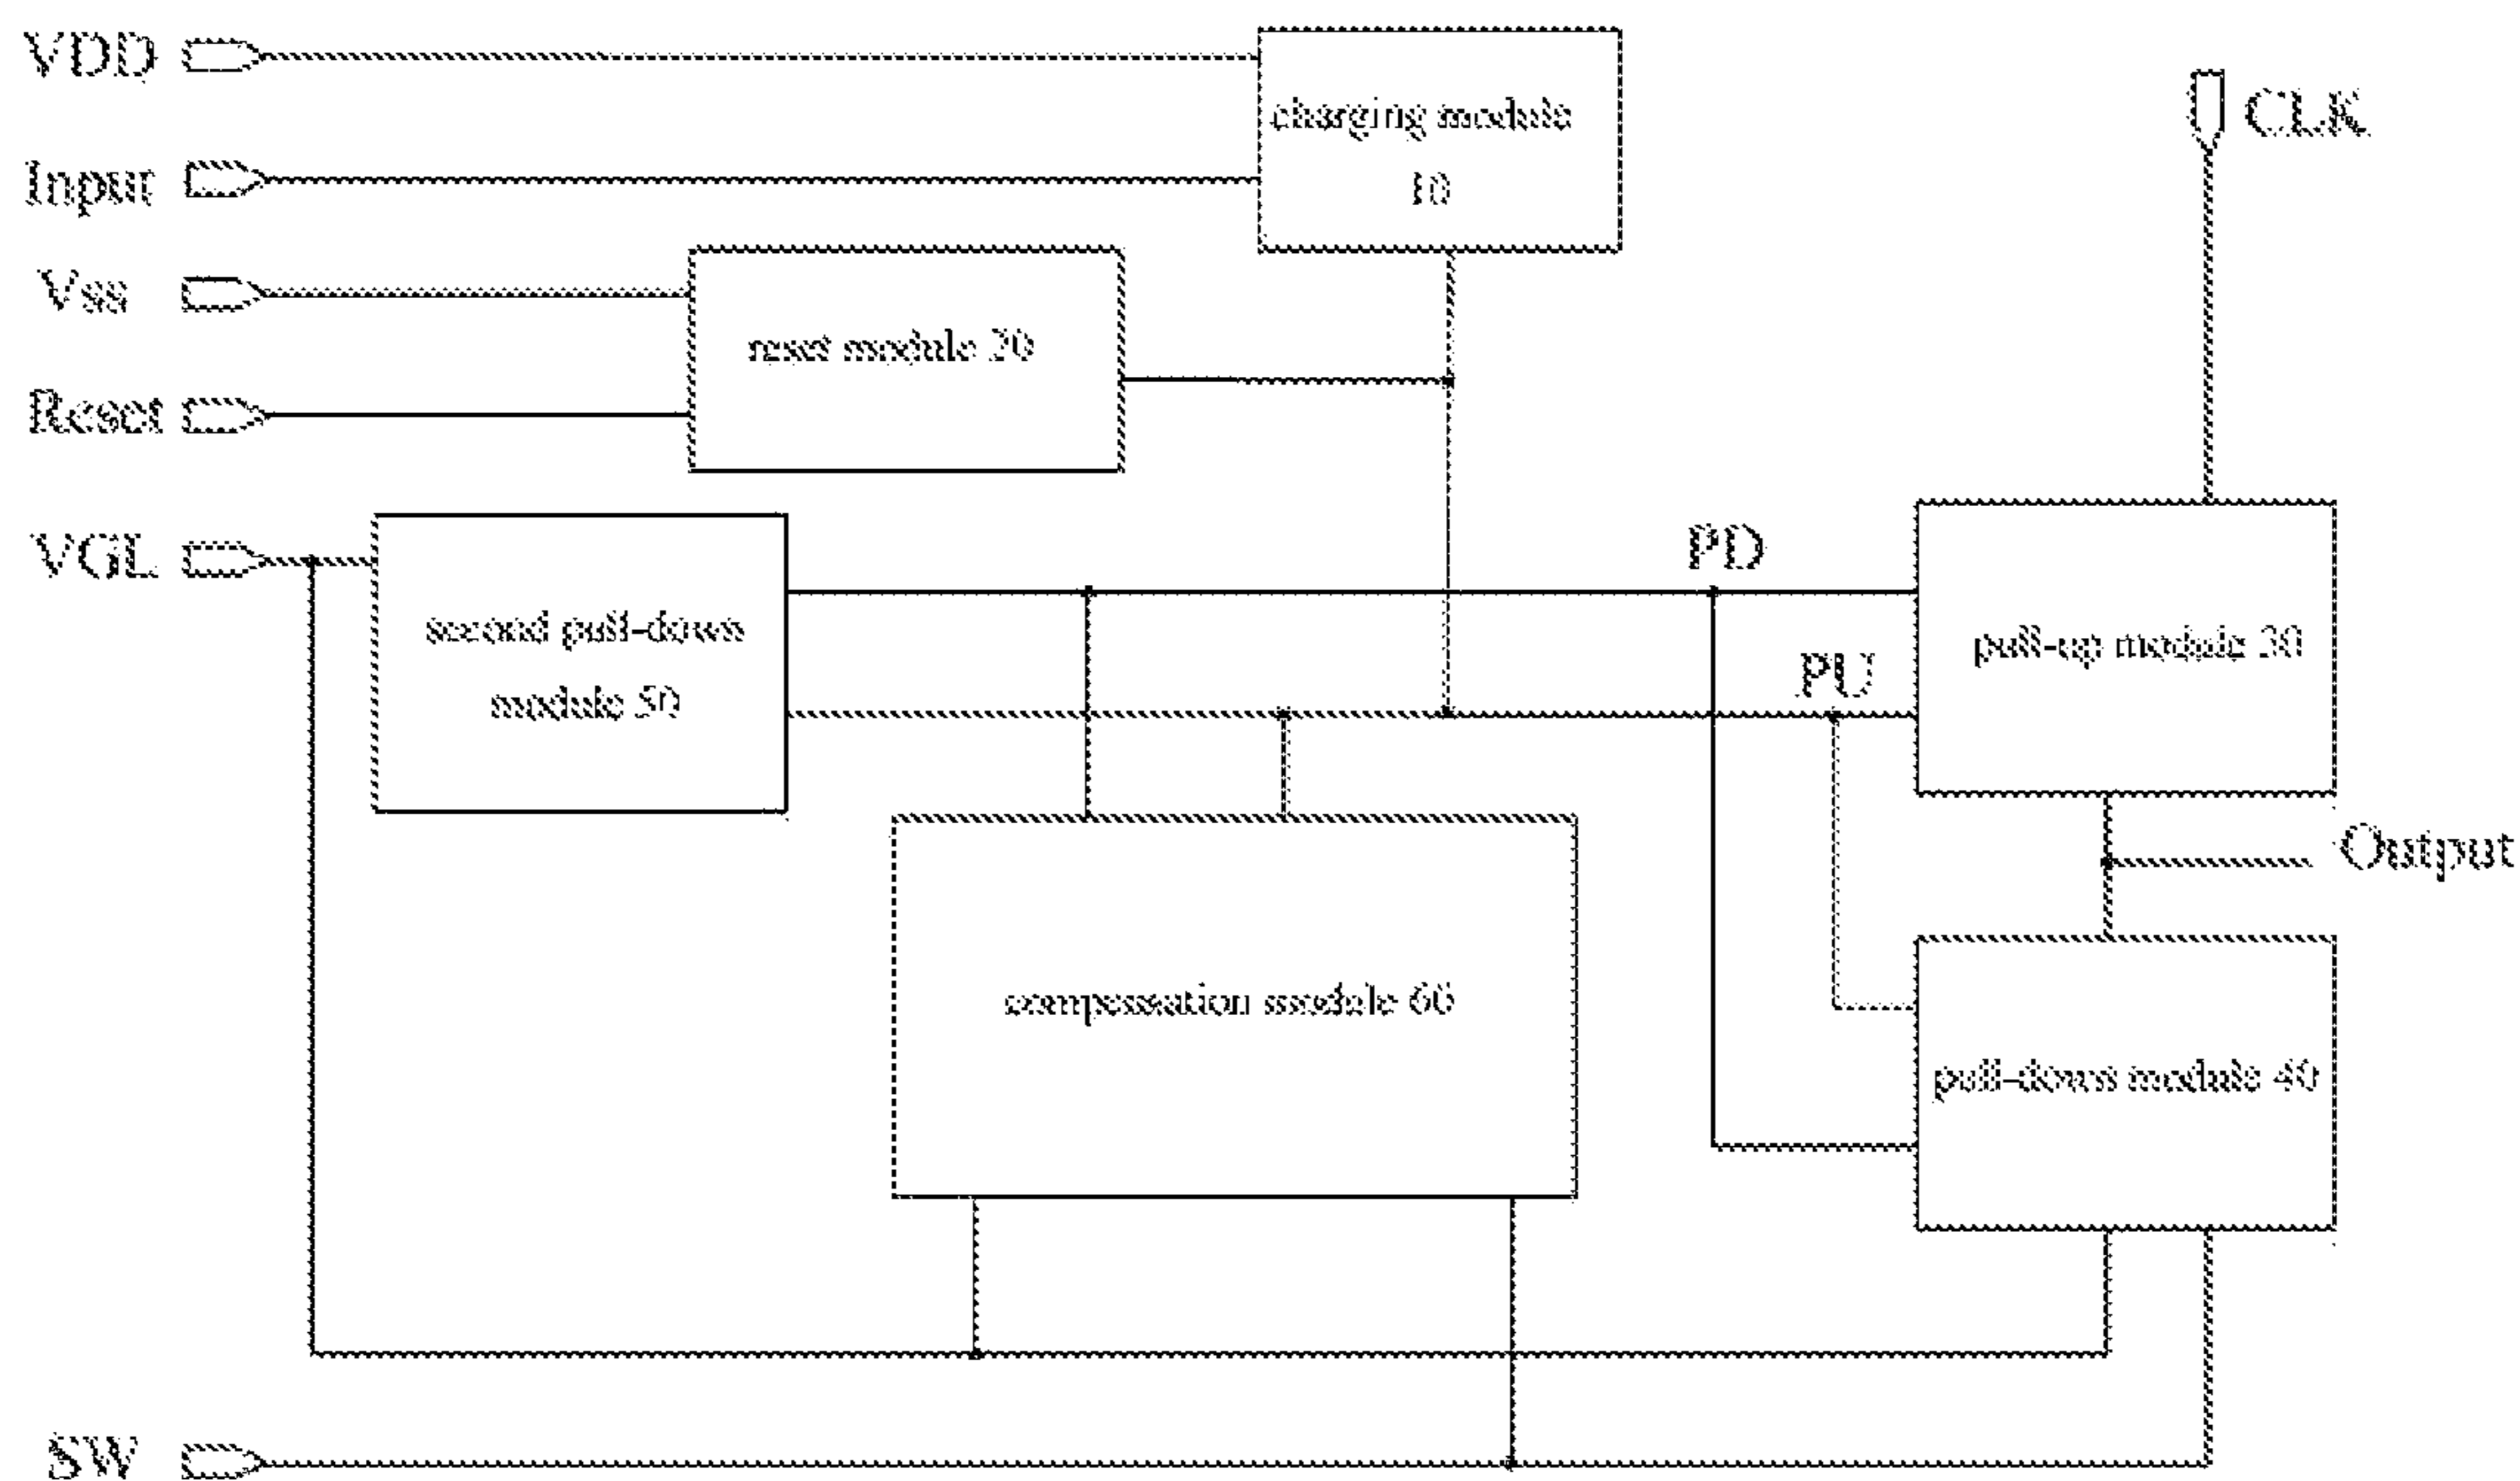 VDD
charging module
10
CLK
Input
Vss
reset module 20
Reset
VGL
PD
second pull-down
module 50
pull-up module 30
PU
Output
compensation module 60
pull-down module 40
SW